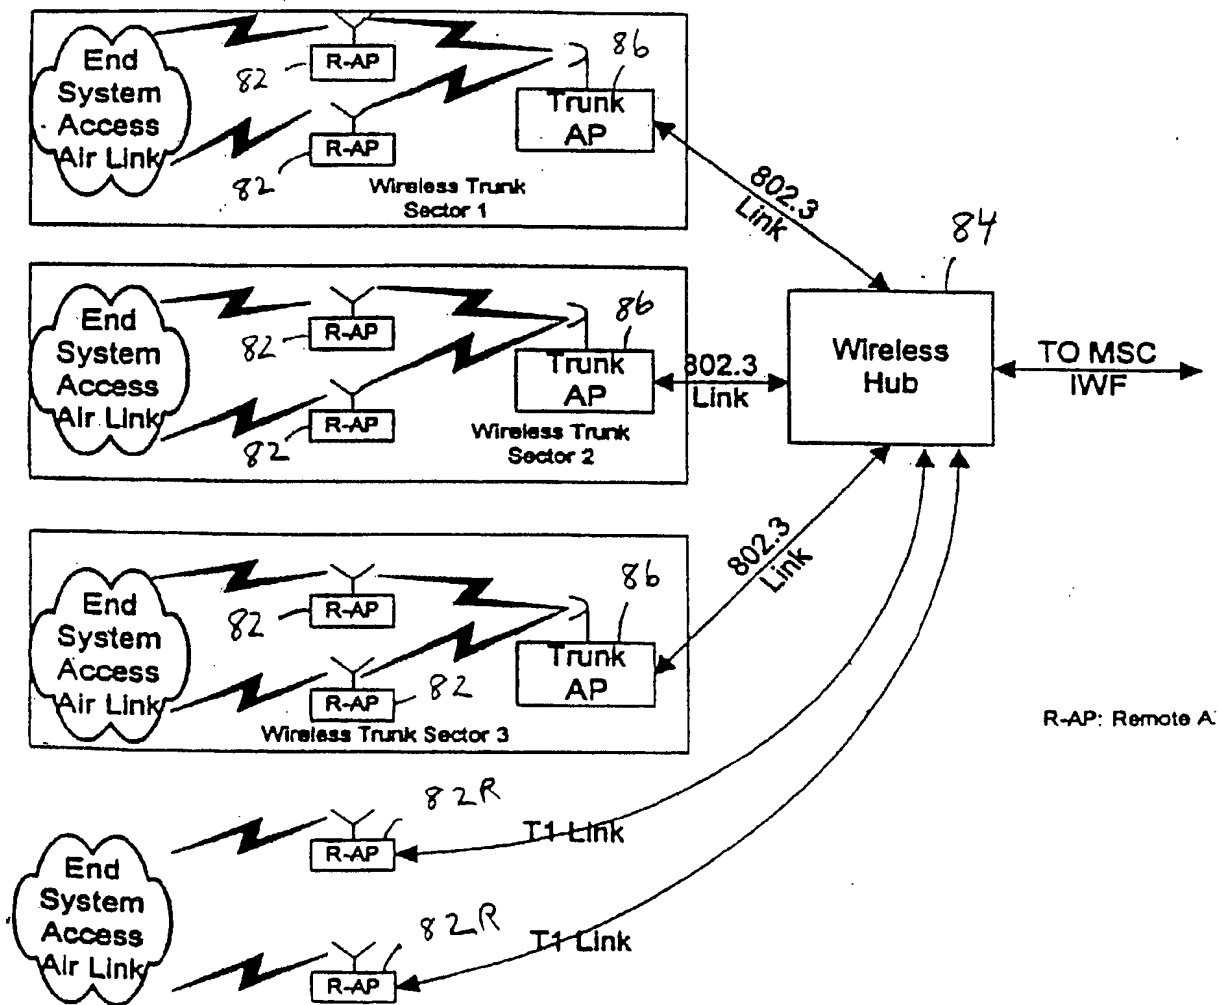 End
System
Access
Air Link
R-AP
82
R-AP
82
86
Trunk
AP
Wireless Trunk
Sector 1
802.3
Link
84
Wireless
Hub
TO MSC
IWF
End
System
Access
Air Link
R-AP
82
R-AP
82
86
Trunk
AP
Wireless Trunk
Sector 2
802.3
Link
End
System
Access
Air Link
R-AP
82
R-AP
82
86
Trunk
AP
Wireless Trunk Sector 3
802.3
Link
R-AP: Remote
End
System
Access
Air Link
82R
R-AP
T1 Link
82R
R-AP
T1 Link